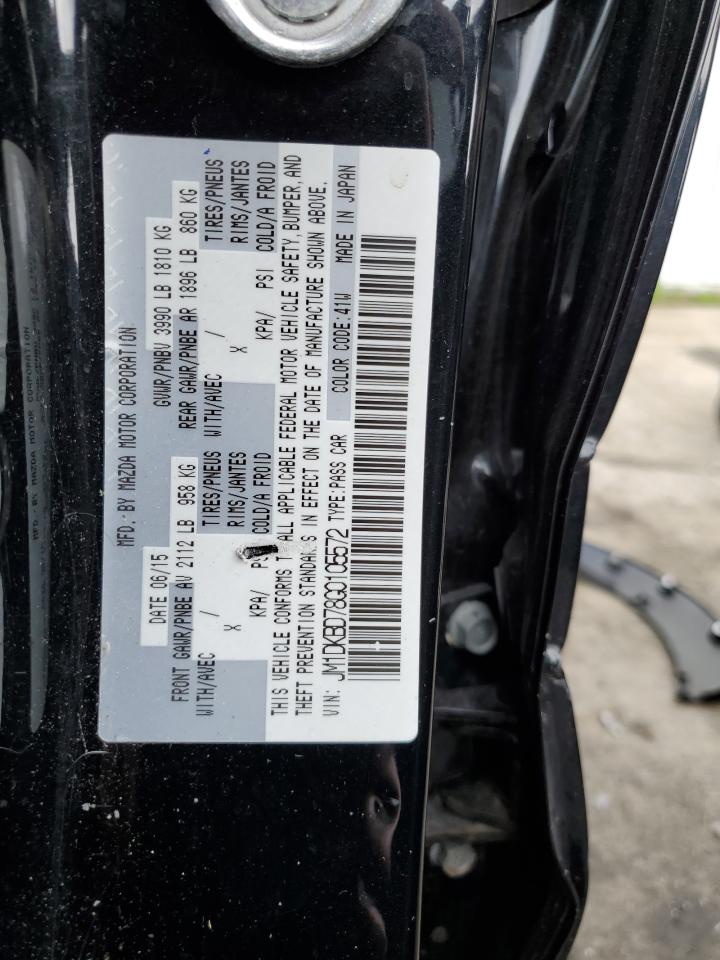 MFD. BY MAZDA MOTOR CORPORATION
DATE 06/15 GVWR/PNBV 3990 LB 1810 KG
FRONT GAWR/PNBE AV 2112 LB 958 KG REAR GAWR/PNBE AR 1896 LB 860 KG
WITH/AVEC / TIRES/PNEUS WITH/AVEC / TIRES/PNEUS
X RIMS/JANTES X RIMS/JANTES
KPA/ COLD/A FROID KPA/ PSI COLD/A FROID
THIS VEHICLE CONFORMS ALL APPLICABLE FEDERAL MOTOR VEHICLE SAFETY, BUMPER, AND
THEFT PREVENTION IN EFFECT ON THE DATE OF MANUFACTURE SHOWN ABOVE.
VIN: JM1DKBD78G0105572 TYPE:PASS CAR COLOR CODE:41W MADE IN JAPAN